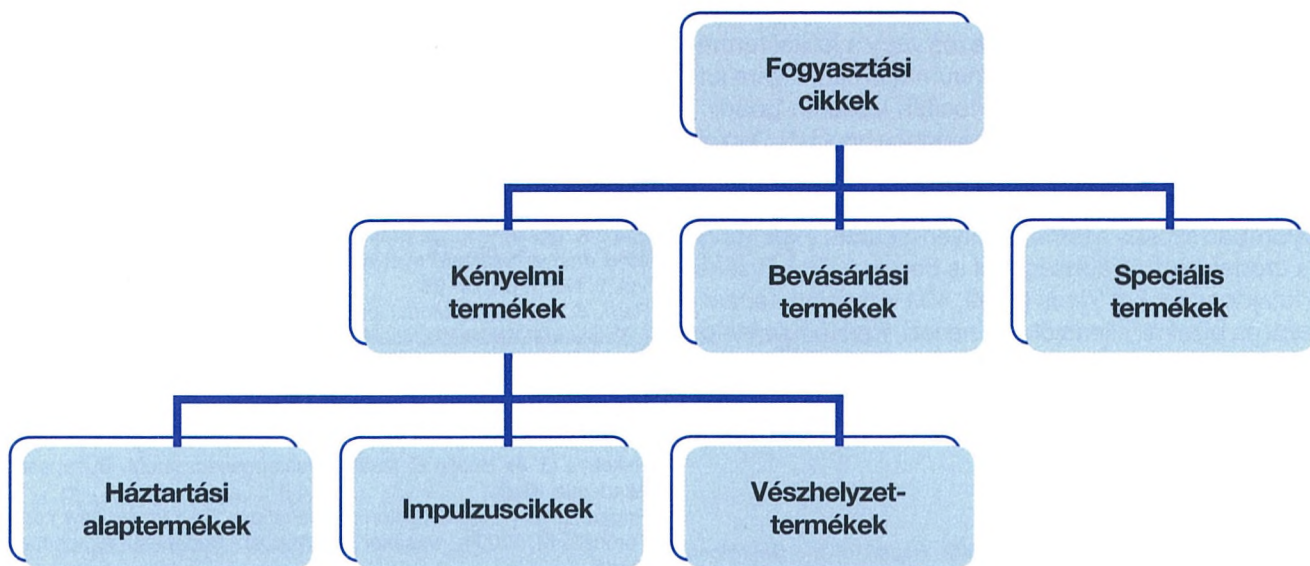 Fogyasztási
cikkek
Kényelmi
termékek
Bevásárlási
termékek
Speciális
termékek
Háztartási
alaptermékek
Impulzuscikkek
Vészhelyzet-
termékek